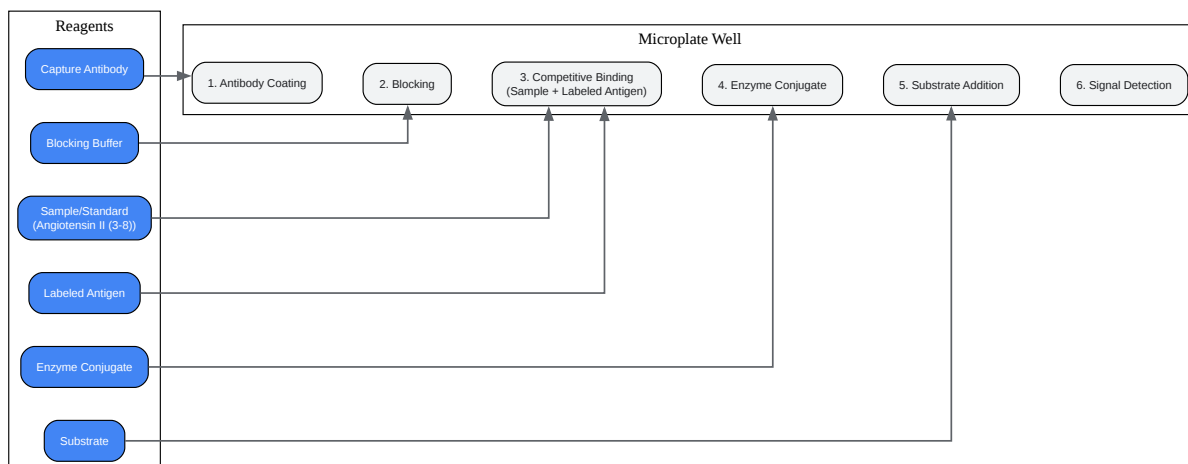 Reagents
Capture Antibody
Blocking Buffer
Sample/Standard
(Angiotensin II (3-8))
Labeled Antigen
Enzyme Conjugate
Substrate
Microplate Well
1. Antibody Coating
2. Blocking
3. Competitive Binding
(Sample + Labeled Antigen)
4. Enzyme Conjugate
5. Substrate Addition
6. Signal Detection